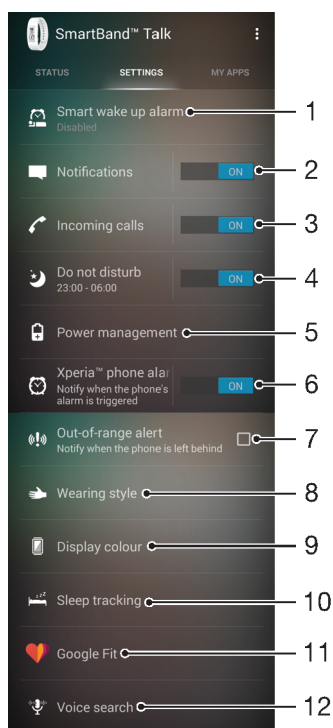 SmartBand™ Talk
STATUS SETTINGS MY APPS
Smart wake up alarm 1
Disabled
Notifications ON 2
Incoming calls ON 3
Do not disturb ON 4
23:00 - 06:00
Power management 5
Xperia™ phone alar ON 6
Notify when the phone's
alarm is triggered
Out-of-range alert 7
Notify when the phone is left behind
Wearing style 8
Display colour 9
zzz
Sleep tracking 10
Google Fit 11
Voice search 12